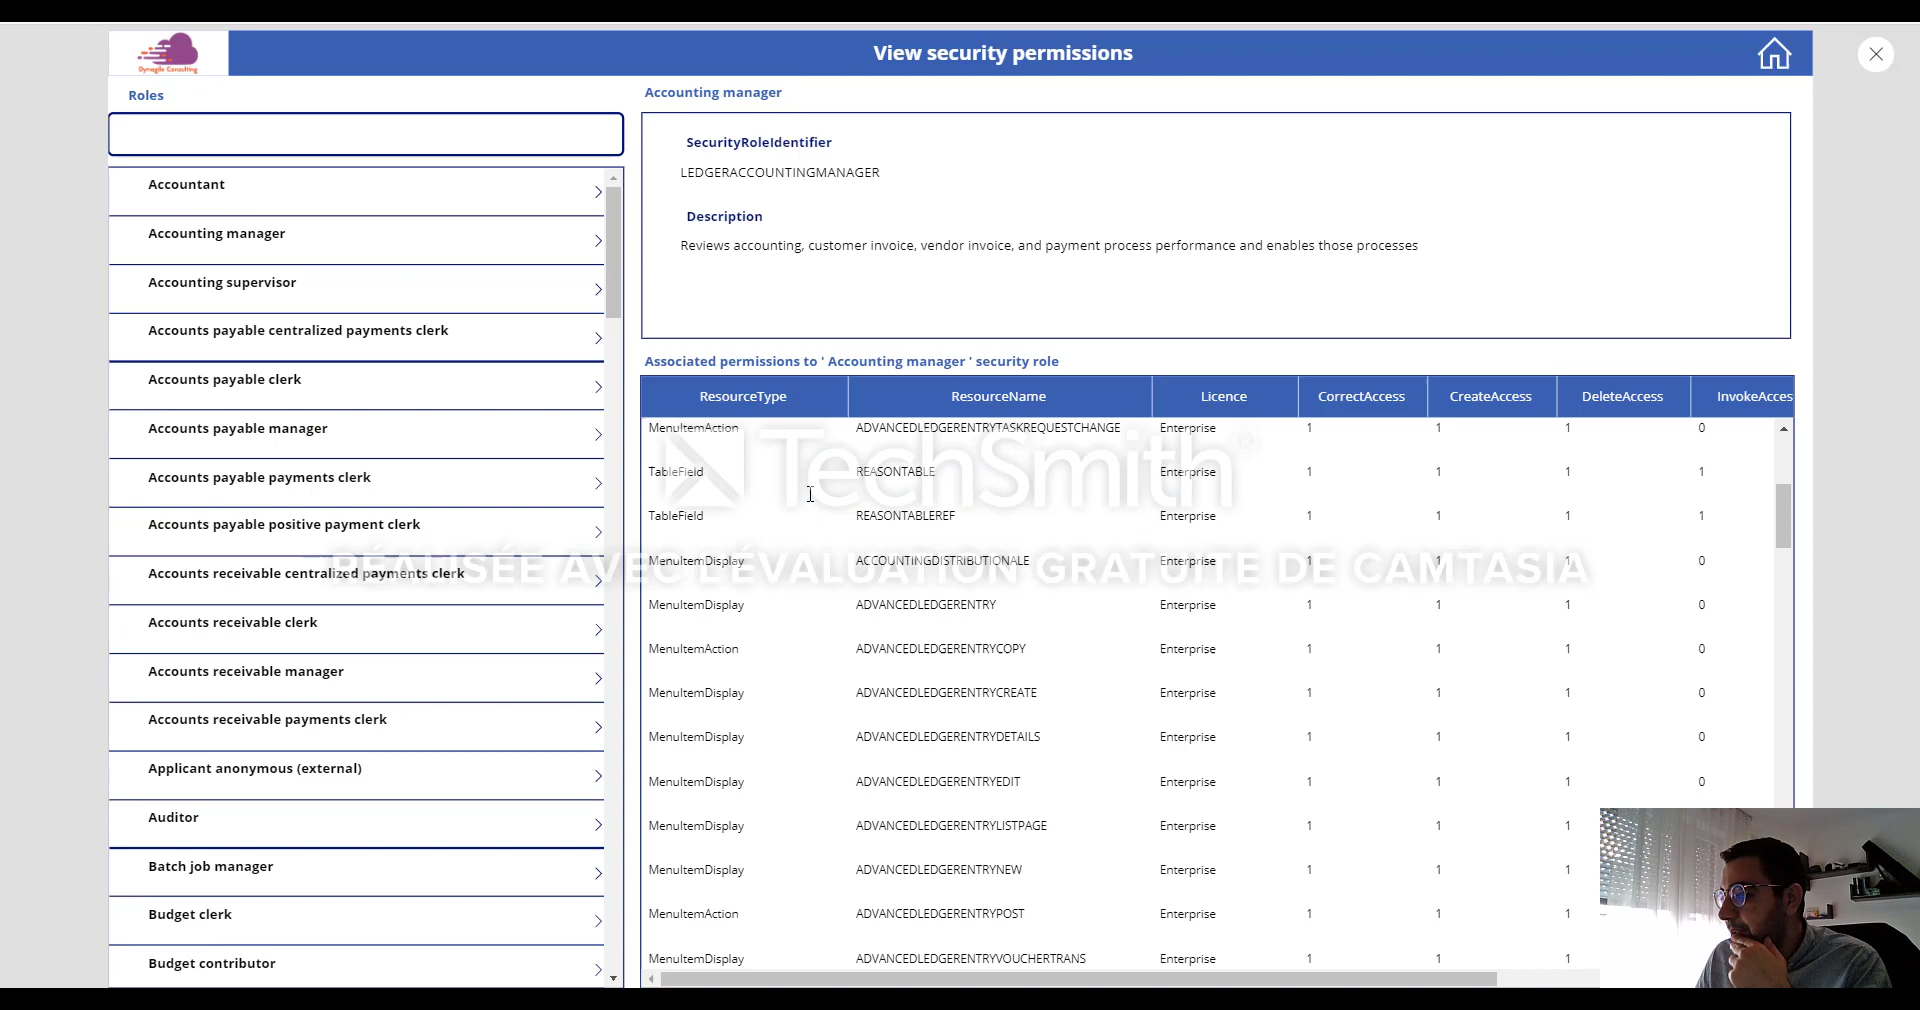 Dynagile Consulting
View security permissions
Roles
Accountant
Accounting manager
Accounting supervisor
Accounts payable centralized payments clerk
Accounts payable clerk
Accounts payable manager
Accounts payable payments clerk
Accounts payable positive payment clerk
Accounts receivable centralized payments clerk
Accounts receivable clerk
Accounts receivable manager
Accounts receivable payments clerk
Applicant anonymous (external)
Auditor
Batch job manager
Budget clerk
Budget contributor
Accounting manager
SecurityRoleIdentifier
LEDGERACCOUNTINGMANAGER
Description
Reviews accounting, customer invoice, vendor invoice, and payment process performance and enables those processes
Associated permissions to ' Accounting manager ' security role
ResourceType ResourceName Licence CorrectAccess CreateAccess DeleteAccess InvokeAcces
MenuItemAction ADVANCEDLEDGERENTRYTASKREQUESTCHANGE Enterprise 1 1 1 0
TableField REASONTABLE Enterprise 1 1 1 1
TableField REASONTABLEREF Enterprise 1 1 1 1
MenuItemDisplay ACCOUNTINGDISTRIBUTIONALE Enterprise 1 1 1 0
MenuItemDisplay ADVANCEDLEDGERENTRY Enterprise 1 1 1 0
MenuItemAction ADVANCEDLEDGERENTRYCOPY Enterprise 1 1 1 0
MenuItemDisplay ADVANCEDLEDGERENTRYCREATE Enterprise 1 1 1 0
MenuItemDisplay ADVANCEDLEDGERENTRYDETAILS Enterprise 1 1 1 0
MenuItemDisplay ADVANCEDLEDGERENTRYEDIT Enterprise 1 1 1 0
MenuItemDisplay ADVANCEDLEDGERENTRYLISTPAGE Enterprise 1 1 1
MenuItemDisplay ADVANCEDLEDGERENTRYNEW Enterprise 1 1 1
MenuItemAction ADVANCEDLEDGERENTRYPOST Enterprise 1 1 1
MenuItemDisplay ADVANCEDLEDGERENTRYVOUCHERTRANS Enterprise 1 1 1
TechSmith®
RÉALISÉE AVEC L'ÉVALUATION GRATUITE DE CAMTASIA